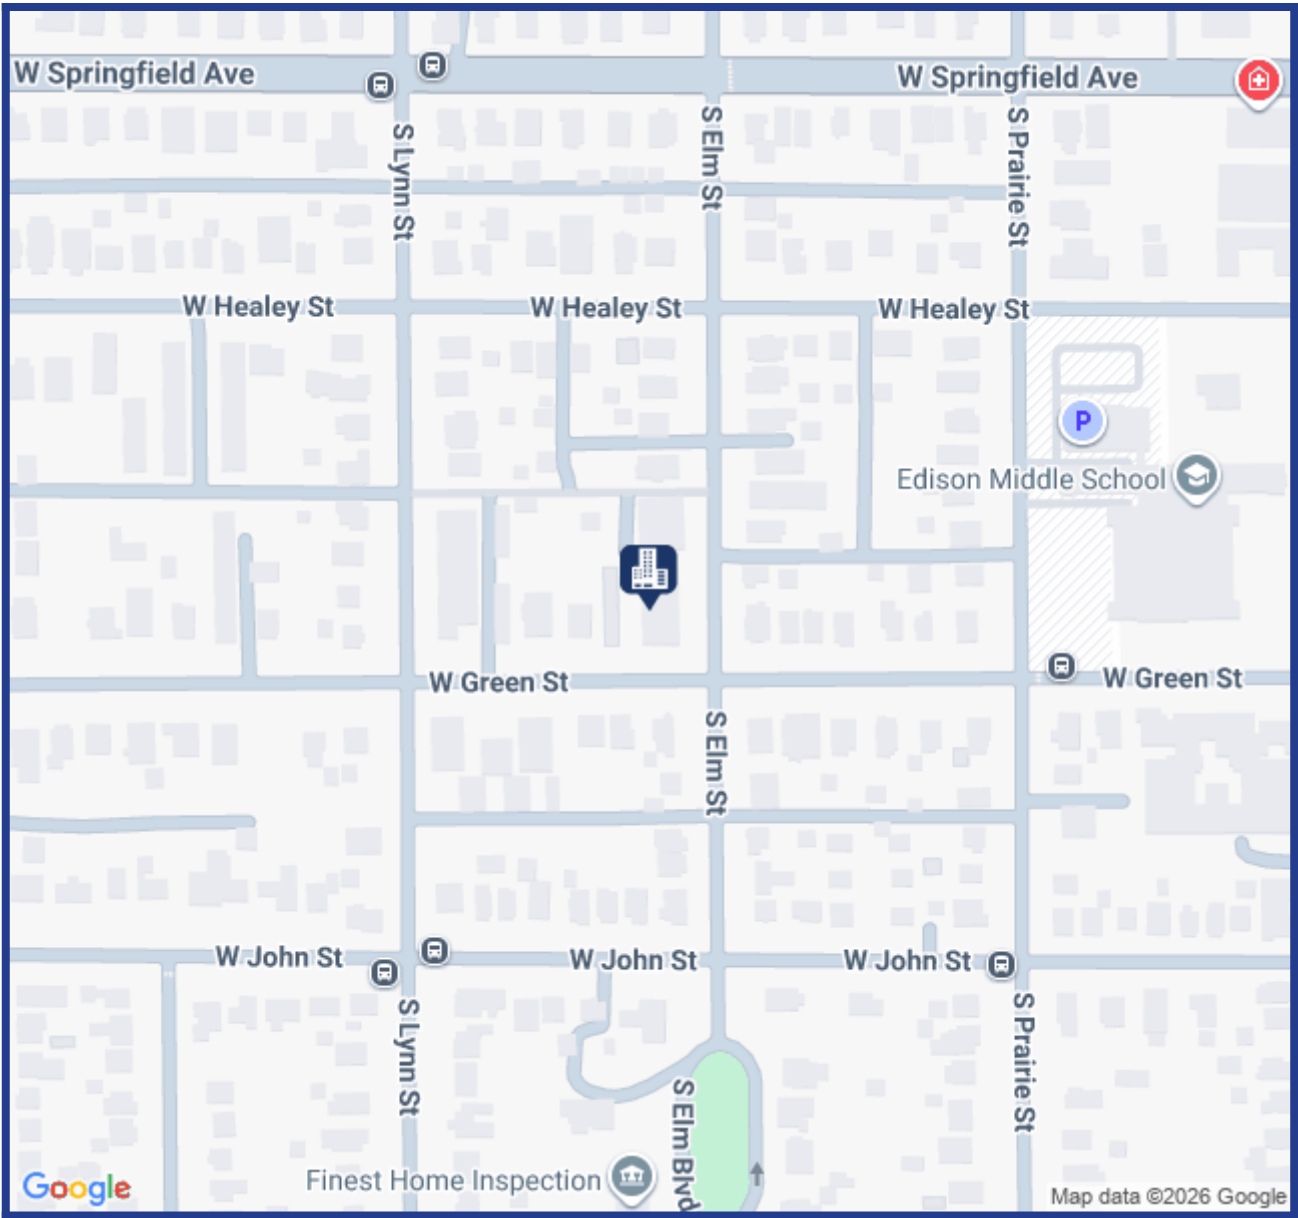 W Springfield Ave
W Springfield Ave
S Lynn St
S Elm St
S Prairie St
W Healey St
W Healey St
W Healey St
P
Edison Middle School
W Green St
W Green St
S Elm St
W John St
W John St
W John St
S Lynn St
S Prairie St
S Elm Blvd
Finest Home Inspection
Google
Map data ©2026 Google